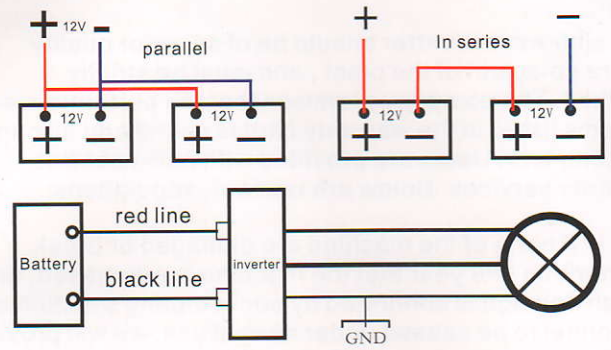 + 12V −
parallel
12V 12V
+ − + −
+ −
In series
12V 12V
+ − + −
red line
Battery inverter
black line
GND